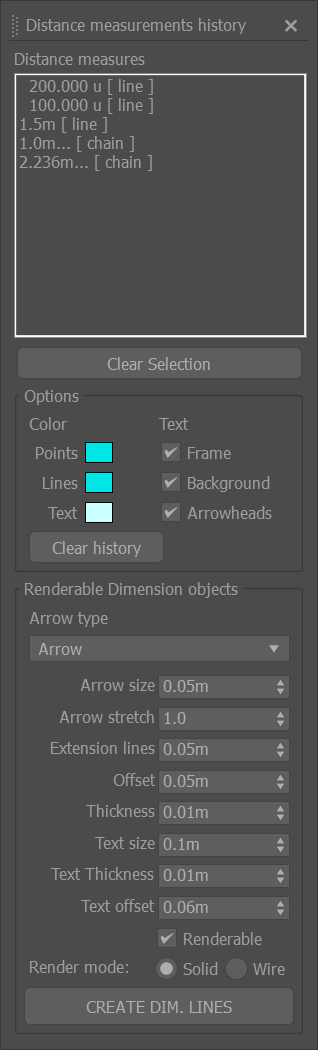 Distance measurements history
Distance measures
200.000 u [ line ]
100.000 u [ line ]
1.5m [ line ]
1.0m... [ chain ]
2.236m... [ chain ]
Clear Selection
Options
Color Text
Points Frame
Lines Background
Text Arrowheads
Clear history
Renderable Dimension objects
Arrow type
Arrow
Arrow size 0.05m
Arrow stretch 1.0
Extension lines 0.05m
Offset 0.05m
Thickness 0.01m
Text size 0.1m
Text Thickness 0.01m
Text offset 0.06m
Renderable
Render mode: Solid Wire
CREATE DIM. LINES